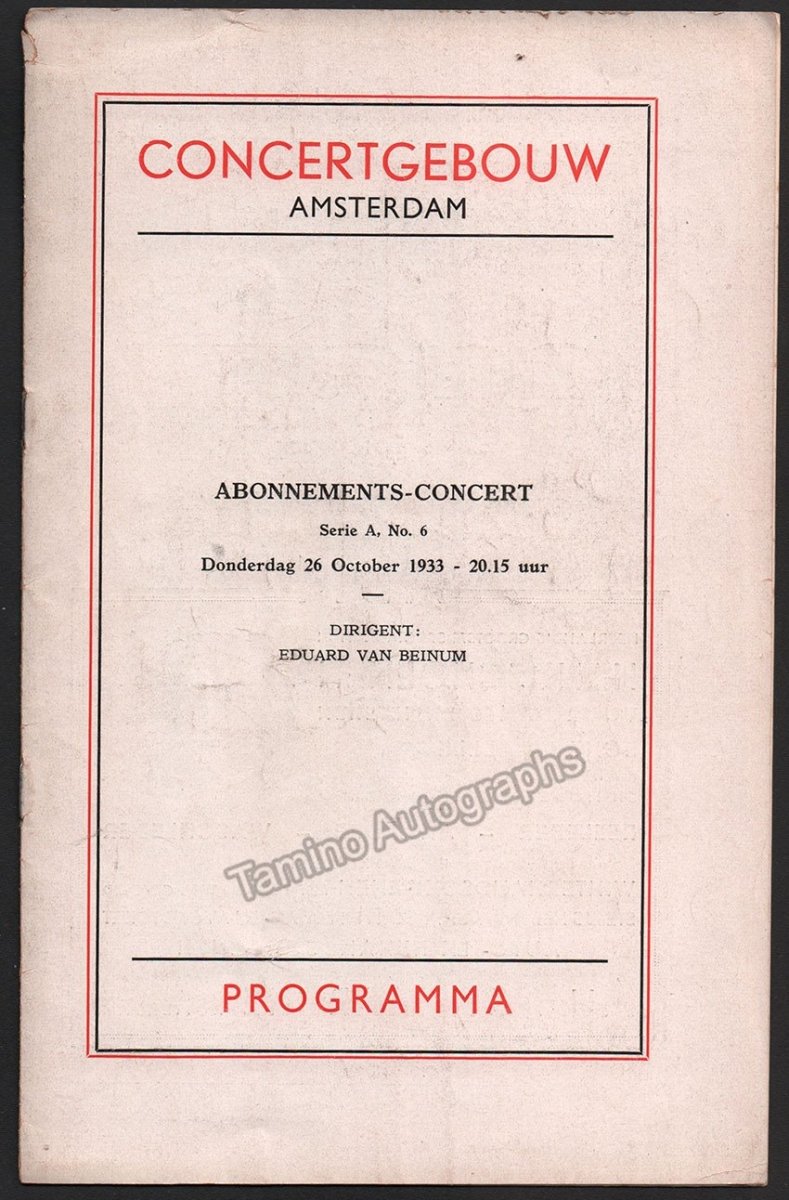 CONCERTGEBOUW
AMSTERDAM
ABONNEMENTS-CONCERT
Serie A, No. 6
Donderdag 26 October 1933 - 20.15 uur
DIRIGENT:
EDUARD VAN BEINUM
Tamino Autographs
PROGRAMMA